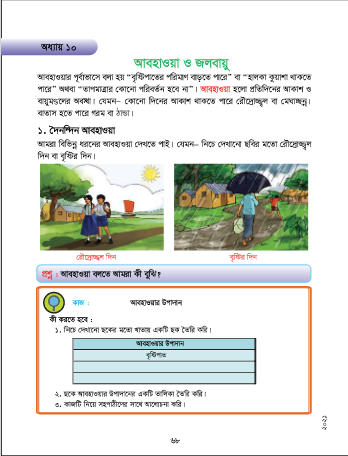 অধ্যায় ১০
আবহাওয়া ও জলবায়ু
আবহাওয়ার পূর্বাভাসে বলা হয় “বৃষ্টিপাতের পরিমাণ বাড়তে পারে” বা “হালকা কুয়াশা থাকতে
পারে” অথবা “তাপমাত্রার কোনো পরিবর্তন হবে না”। আবহাওয়া হলো প্রতিদিনের আকাশ ও
বায়ুমণ্ডলের অবস্থা। যেমন– কোনো দিনের আকাশ থাকতে পারে রৌদ্রোজ্জ্বল বা মেঘাচ্ছন্ন।
বাতাস হতে পারে গরম বা ঠান্ডা।
১. দৈনন্দিন আবহাওয়া
আমরা বিভিন্ন ধরনের আবহাওয়া দেখতে পাই। যেমন– নিচে দেখানো ছবির মতো রৌদ্রোজ্জ্বল
দিন বা বৃষ্টির দিন।
রৌদ্রোজ্জ্বল দিন
বৃষ্টির দিন
প্রশ্ন : আবহাওয়া বলতে আমরা কী বুঝি?
কাজ : আবহাওয়ার উপাদান
কী করতে হবে :
১. নিচে দেখানো ছকের মতো খাতায় একটি ছক তৈরি করি।
আবহাওয়ার উপাদান
বৃষ্টিপাত
২. ছকে আবহাওয়ার উপাদানের একটি তালিকা তৈরি করি।
৩. কাজটি নিয়ে সহপাঠীদের সাথে আলোচনা করি।
২০২১
৬৮